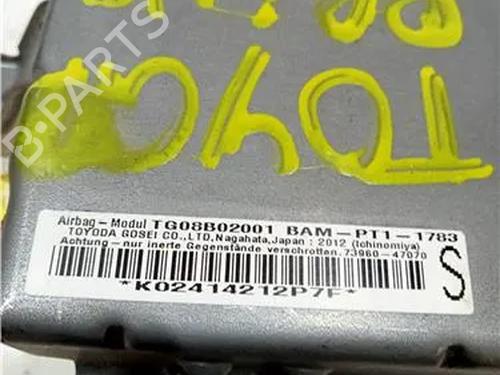 TOYO
B-PARTS
Airbag-Modul TG08B02001 BAM-PT1-1783
TOYODA GOSEI CO.,LTD,Nagahata,Japan : 2012 (Ichinomiya)
Achtung - nur inerte Gegenstände verschrotten. 73960-47070
*K02414212P7F*
S